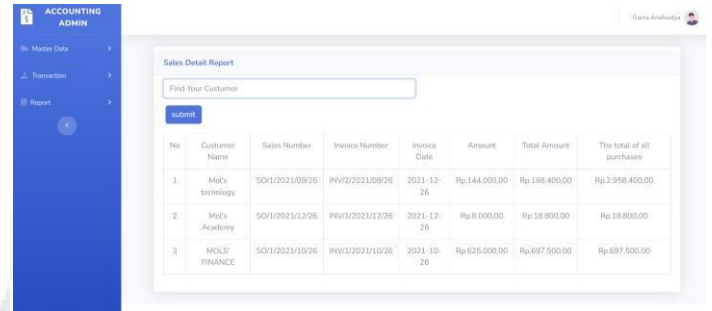 ACCOUNTING
ADMIN
Gama Ariefsadya
Master Data
Transaction
Report
Sales Detail Report
Find Your Custumor
submit
No Custumor Name Sales Number Invoice Number Invoice Date Amount Total Amount The total of all purchases
1 Mol's tecnology SO/1/2021/09/26 INV/2/2021/09/26 2021-12-26 Rp.144.000,00 Rp.168.400,00 Rp.2.958.400,00
2 Mol's Academy SO/1/2021/12/26 INV/1/2021/12/26 2021-12-26 Rp.8.000,00 Rp.18.800,00 Rp.18.800,00
3 MOLS' FINANCE SO/1/2021/10/26 INV/1/2021/10/26 2021-10-26 Rp.625.000,00 Rp.697.500,00 Rp.697.500,00